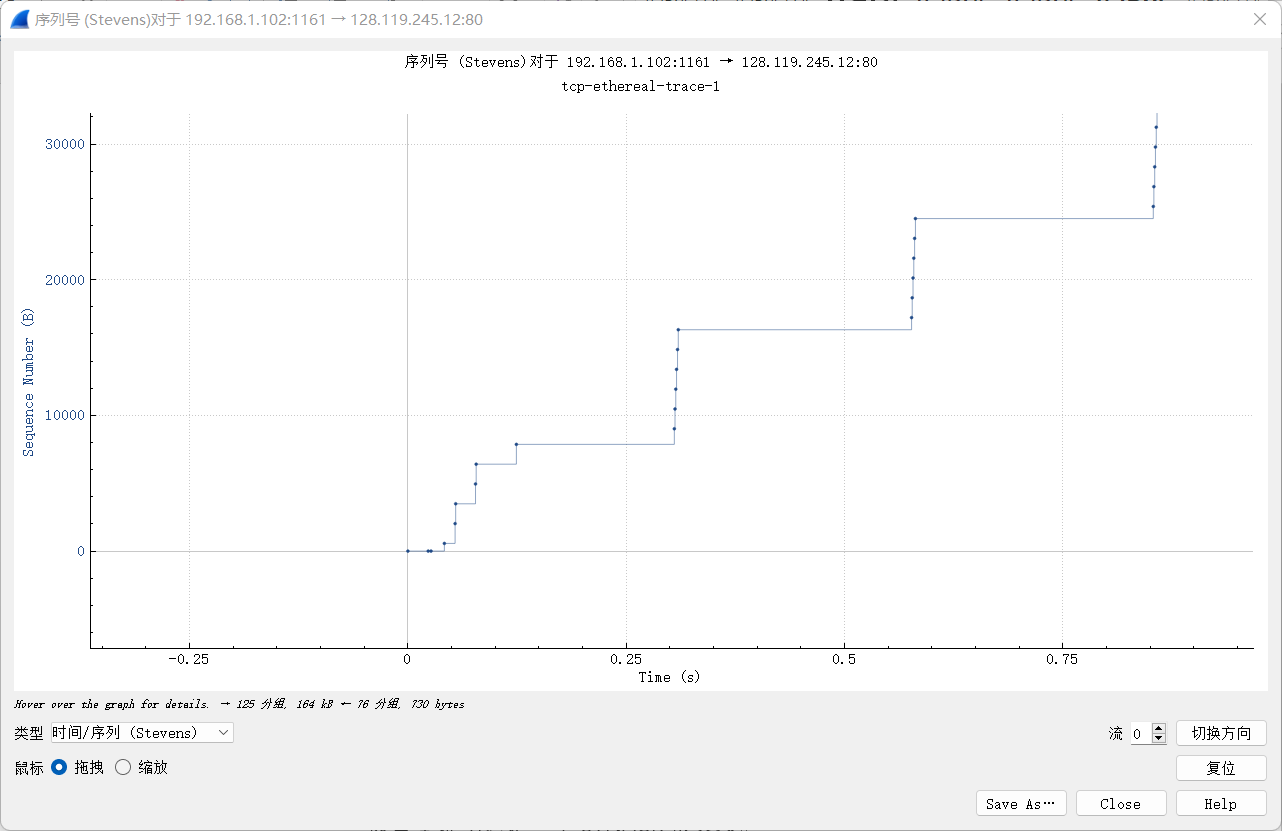 序列号 (Stevens)对于 192.168.1.102:1161 → 128.119.245.12:80
序列号 (Stevens)对于 192.168.1.102:1161 → 128.119.245.12:80
tcp-ethereal-trace-1
30000
20000
10000
0
Sequence Number (B)
-0.25 0 0.25 0.5 0.75
Time (s)
Hover over the graph for details. → 125 分组, 164 kB ← 76 分组, 730 bytes
类型 时间/序列 (Stevens) 流 0 切换方向
鼠标 拖拽 缩放 复位
Save As… Close Help